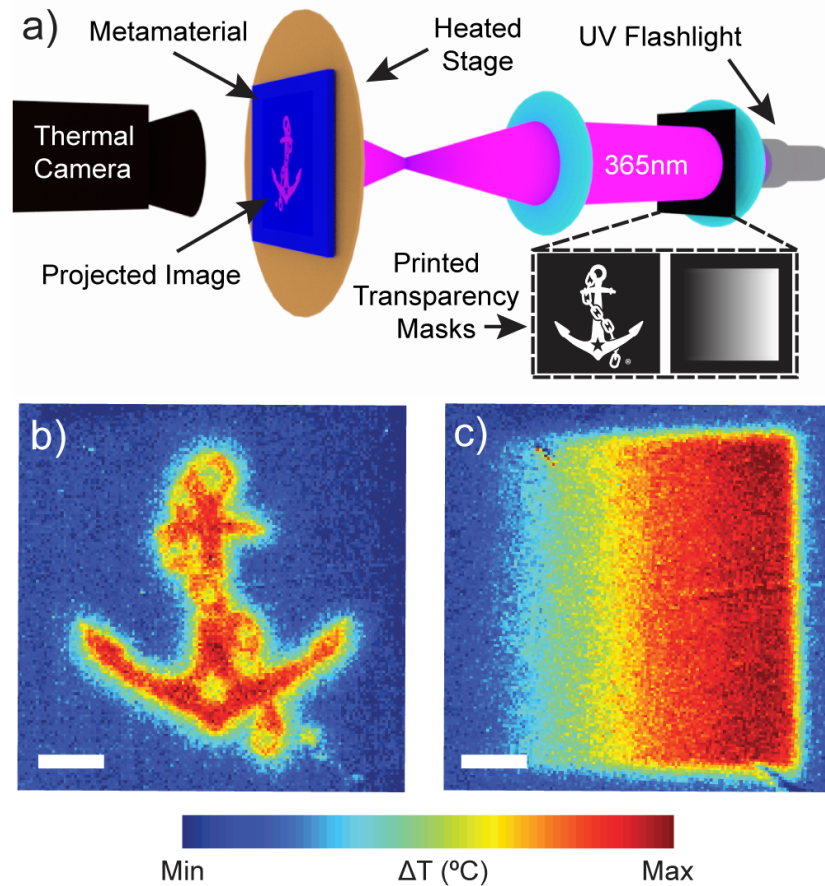 a)
Metamaterial
Heated
Stage
UV Flashlight
Thermal
Camera
365nm
Projected Image
Printed
Transparency
Masks
®
b)
c)
Min
ΔT (ºC)
Max